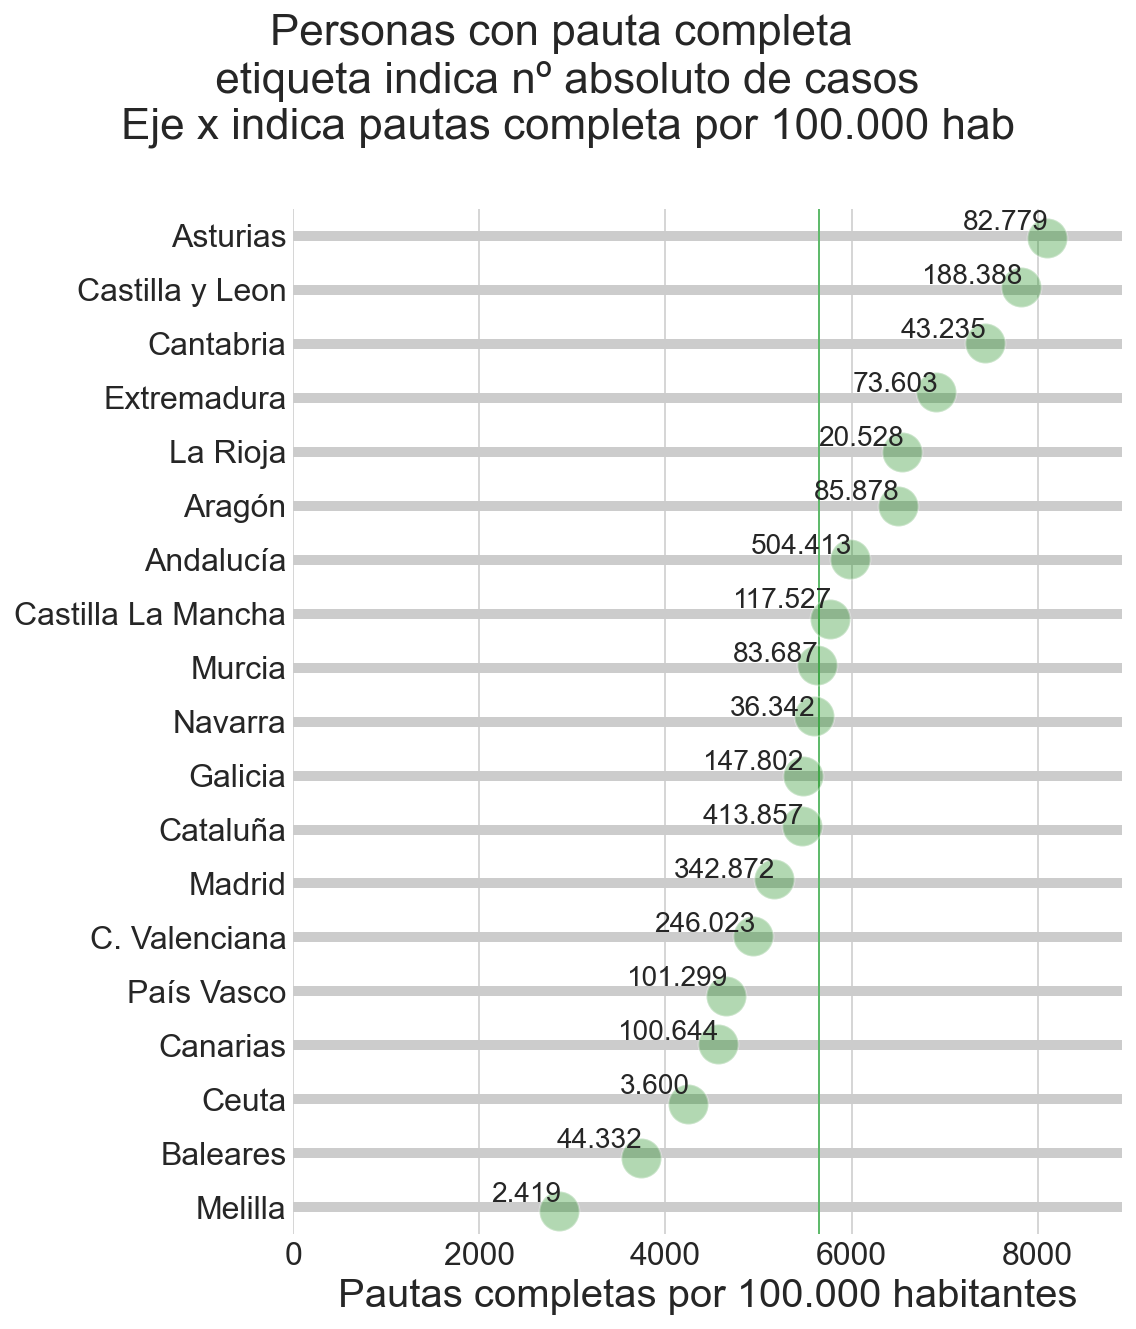 Personas con pauta completa
etiqueta indica nº absoluto de casos
Eje x indica pautas completa por 100.000 hab
Asturias 82.779
Castilla y Leon 188.388
Cantabria 43.235
Extremadura 73.603
La Rioja 20.528
Aragón 85.878
Andalucía 504.413
Castilla La Mancha 117.527
Murcia 83.687
Navarra 36.342
Galicia 147.802
Cataluña 413.857
Madrid 342.872
C. Valenciana 246.023
País Vasco 101.299
Canarias 100.644
Ceuta 3.600
Baleares 44.332
Melilla 2.419
0 2000 4000 6000 8000
Pautas completas por 100.000 habitantes